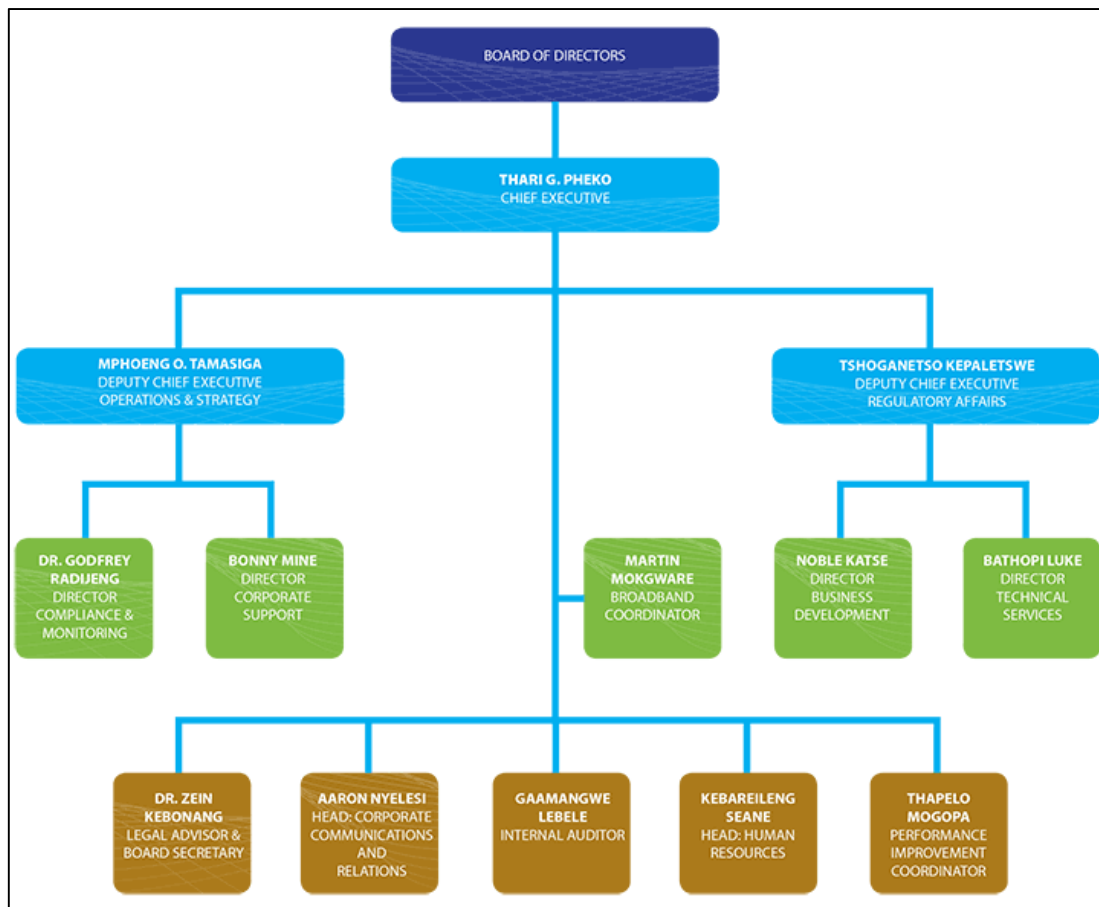 BOARD OF DIRECTORS
THARI G. PHEKO
CHIEF EXECUTIVE
MPHOENG O. TAMASIGA
DEPUTY CHIEF EXECUTIVE
OPERATIONS & STRATEGY
TSHOGANETSO KEPALETSWE
DEPUTY CHIEF EXECUTIVE
REGULATORY AFFAIRS
DR. GODFREY
RADIJENG
DIRECTOR
COMPLIANCE &
MONITORING
BONNY MINE
DIRECTOR
CORPORATE
SUPPORT
MARTIN
MOKGWARE
BROADBAND
COORDINATOR
NOBLE KATSE
DIRECTOR
BUSINESS
DEVELOPMENT
BATHOPI LUKE
DIRECTOR
TECHNICAL
SERVICES
DR. ZEIN
KEBONANG
LEGAL ADVISOR &
BOARD SECRETARY
AARON NYELESI
HEAD: CORPORATE
COMMUNICATIONS
AND
RELATIONS
GAAMANGWE
LEBELE
INTERNAL AUDITOR
KEBAREILENG
SEANE
HEAD: HUMAN
RESOURCES
THAPELO
MOGOPA
PERFORMANCE
IMPROVEMENT
COORDINATOR